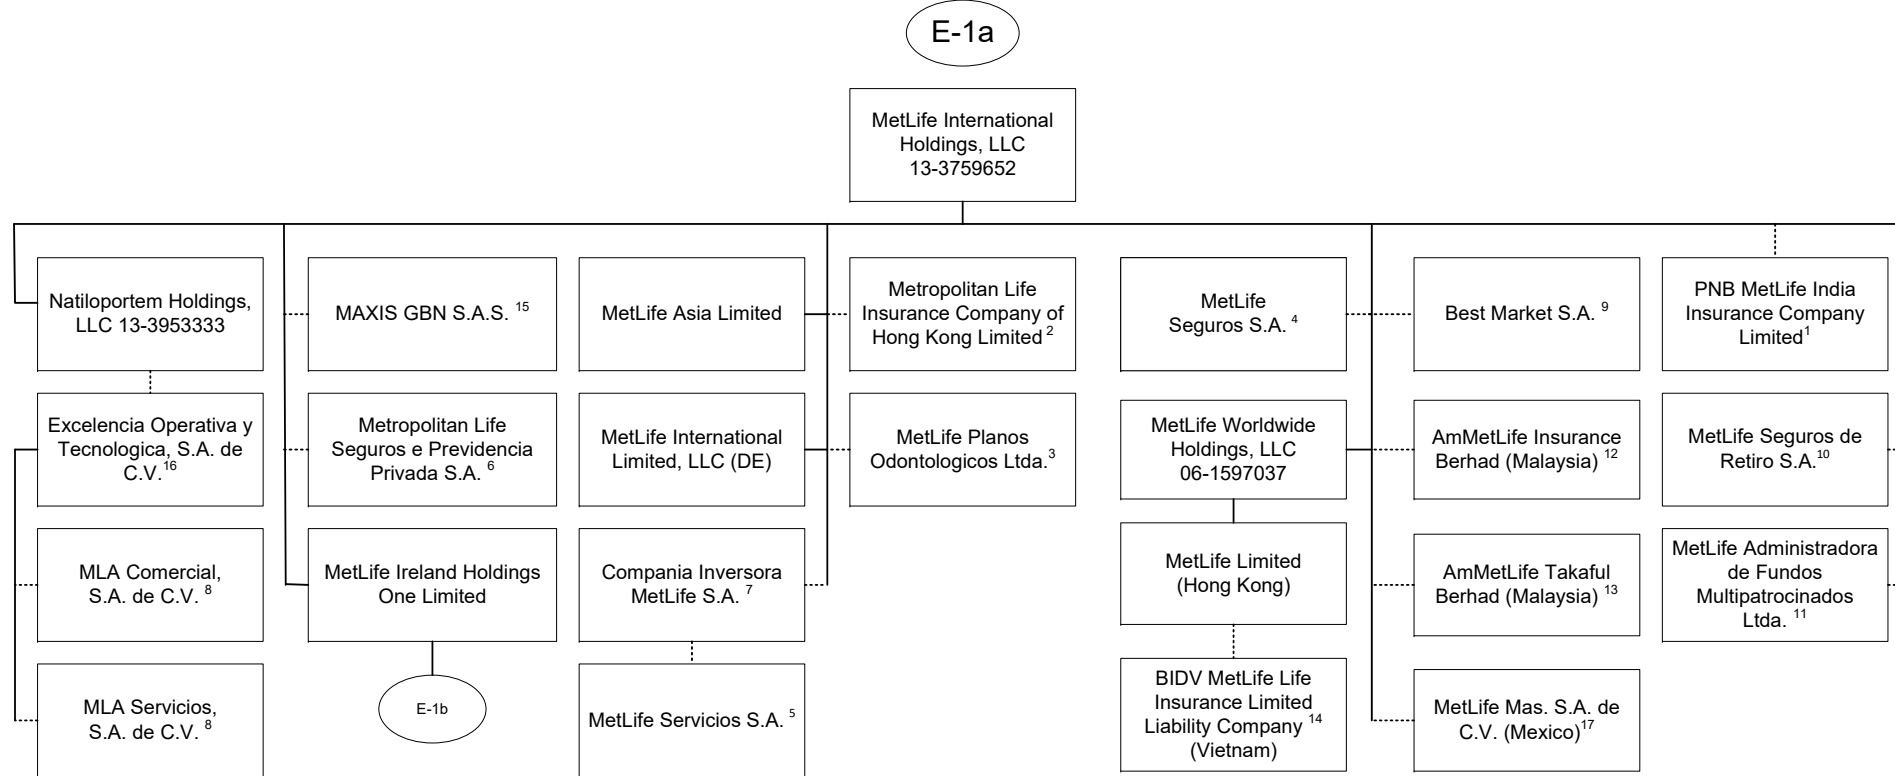 E-1a
MetLife International
Holdings, LLC
13-3759652
Natiloportem Holdings,
LLC 13-3953333
MAXIS GBN S.A.S. 15
MetLife Asia Limited
Metropolitan Life
Insurance Company of
Hong Kong Limited 2
MetLife
Seguros S.A. 4
Best Market S.A. 9
PNB MetLife India
Insurance Company
Limited1
Excelencia Operativa y
Tecnologica, S.A. de
C.V.16
Metropolitan Life
Seguros e Previdencia
Privada S.A. 6
MetLife International
Limited, LLC (DE)
MetLife Planos
Odontologicos Ltda.3
MetLife Worldwide
Holdings, LLC
06-1597037
AmMetLife Insurance
Berhad (Malaysia) 12
MetLife Seguros de
Retiro S.A.10
MLA Comercial,
S.A. de C.V. 8
MetLife Ireland Holdings
One Limited
Compania Inversora
MetLife S.A. 7
MetLife Limited
(Hong Kong)
AmMetLife Takaful
Berhad (Malaysia) 13
MetLife Administradora
de Fundos
Multipatrocinados
Ltda. 11
MLA Servicios,
S.A. de C.V. 8
E-1b
MetLife Servicios S.A. 5
BIDV MetLife Life
Insurance Limited
Liability Company 14
(Vietnam)
MetLife Mas. S.A. de
C.V. (Mexico)17